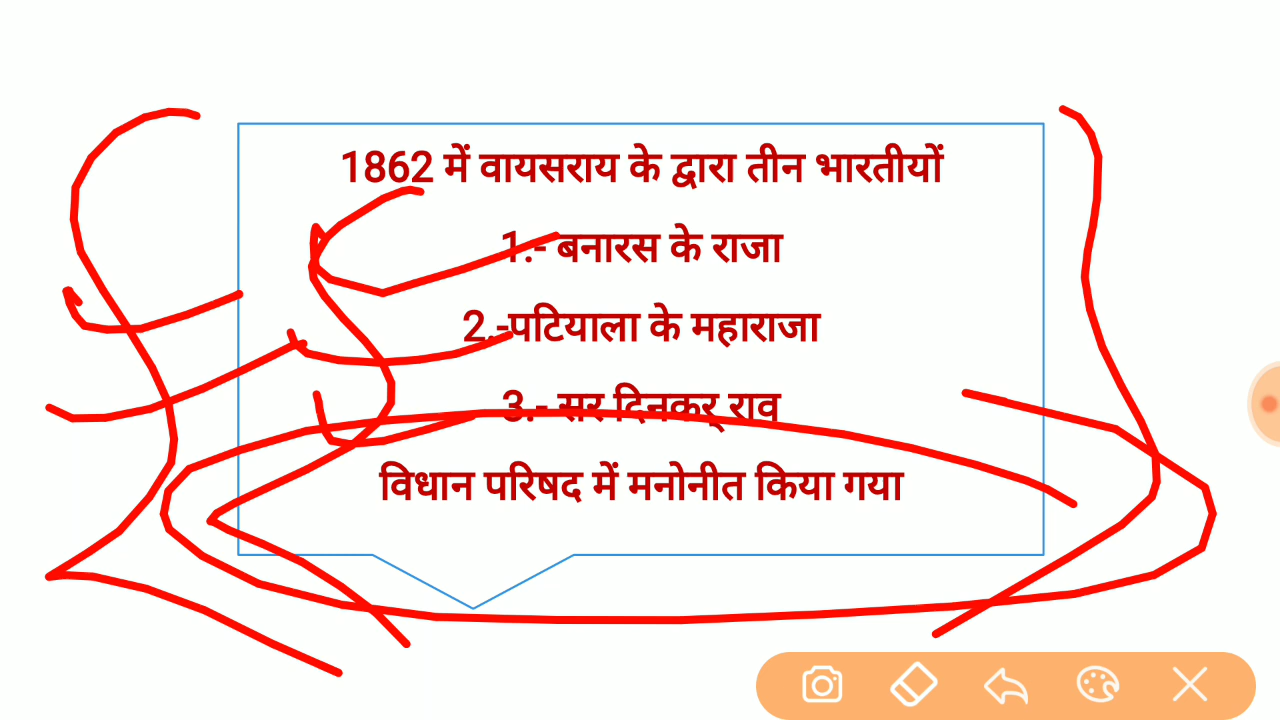 1862 में वायसराय के द्वारा तीन भारतीयों
1.- बनारस के राजा
2.-पटियाला के महाराजा
3.- सर दिनकर् राव
विधान परिषद में मनोनीत किया गया